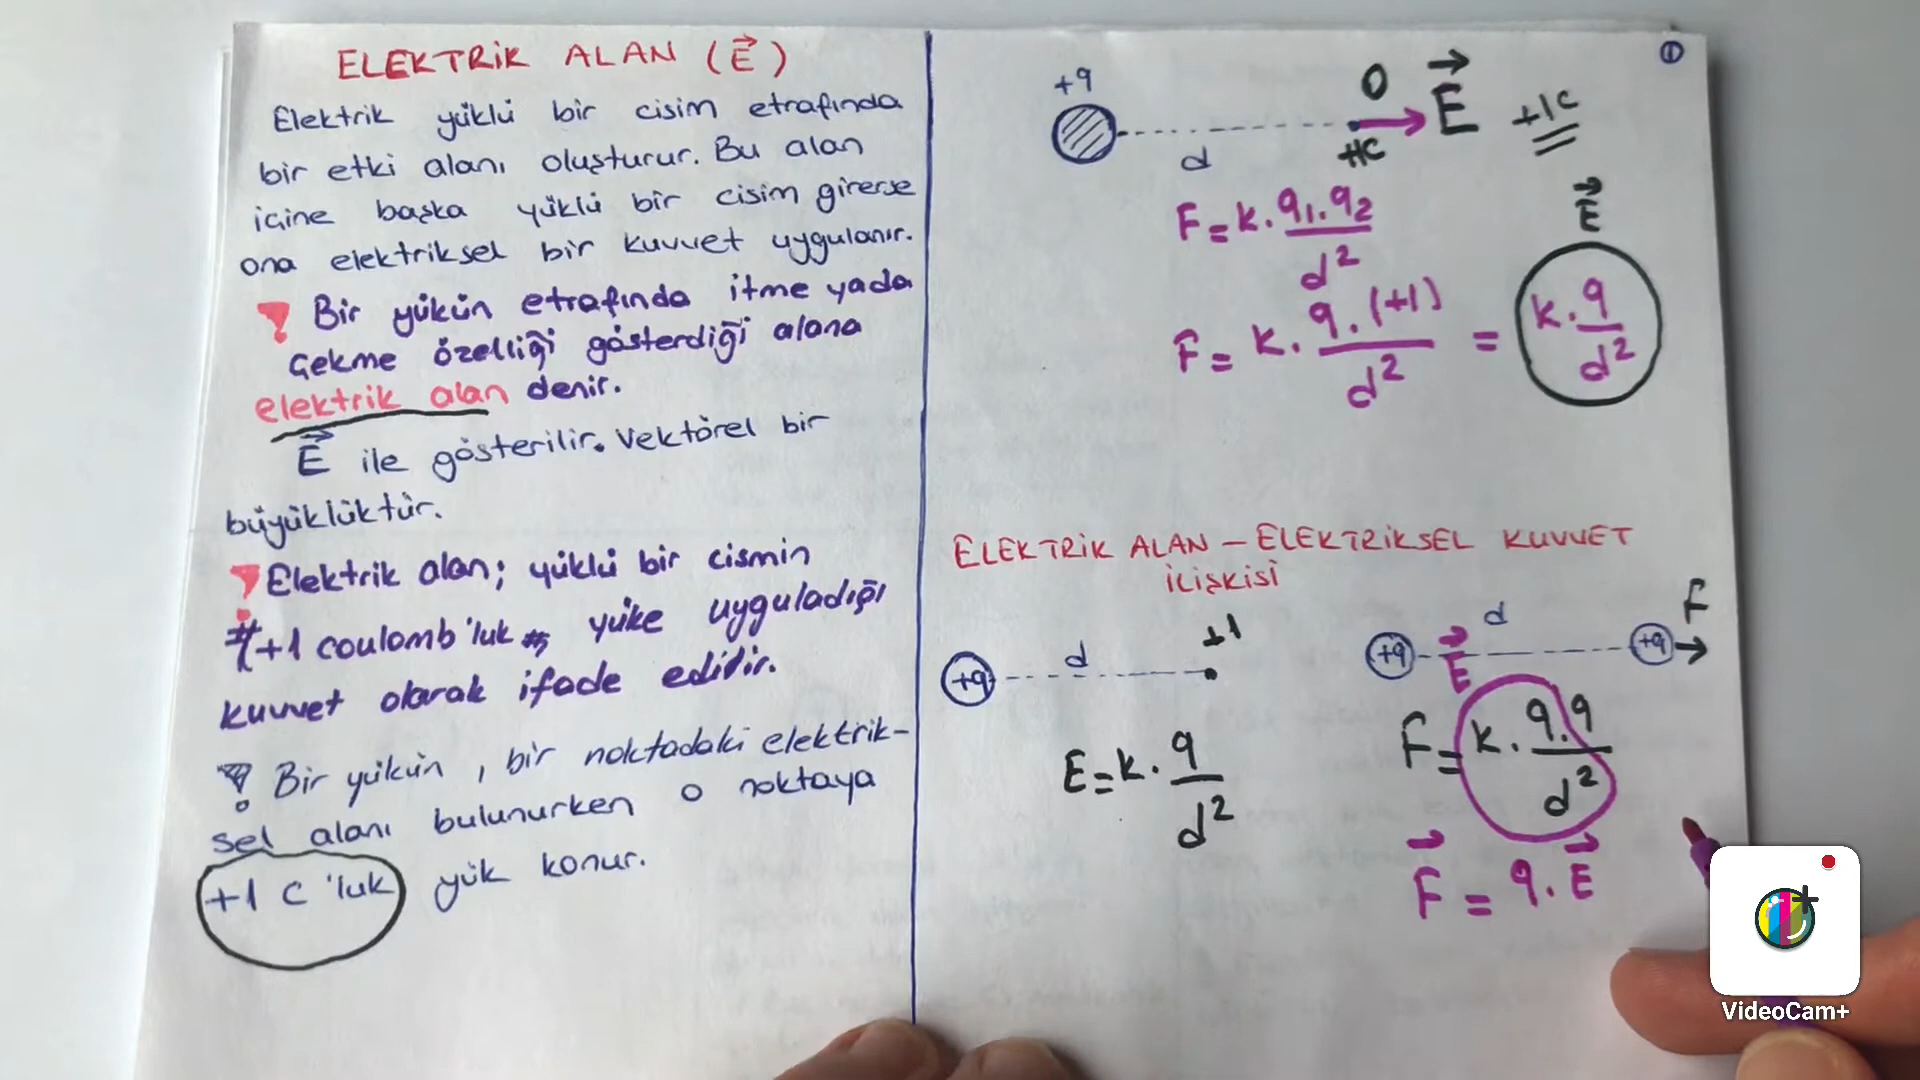 ELEKTRİK ALAN (E)
Elektrik yüklü bir cisim etrafında
bir etki alanı oluşturur. Bu alan
içine başka yüklü bir cisim girerse
ona elektriksel bir kuvvet uygulanır.
! Bir yükün etrafında itme yada
çekme özelliği gösterdiği alana
elektrik alan denir.
E ile gösterilir. Vektörel bir
büyüklüktür.
! Elektrik alan; yüklü bir cismin
+1 coulomb'luk yüke uyguladığı
kuvvet olarak ifade edilir.
! Bir yükün, bir noktadaki elektrik-
sel alanı bulunurken o noktaya
+1 C 'luk yük konur.
1
+q
d
O
+1C
E
+1C
F = k. q1.q2 / d²
F = k. q.(+1) / d² = k. q / d²
E
ELEKTRİK ALAN – ELEKTRİKSEL KUVVET
İLİŞKİSİ
+q
d
+1
E = k. q / d²
+q
E
d
+q
F
F = k. q.q / d²
F = q. E
VideoCam+